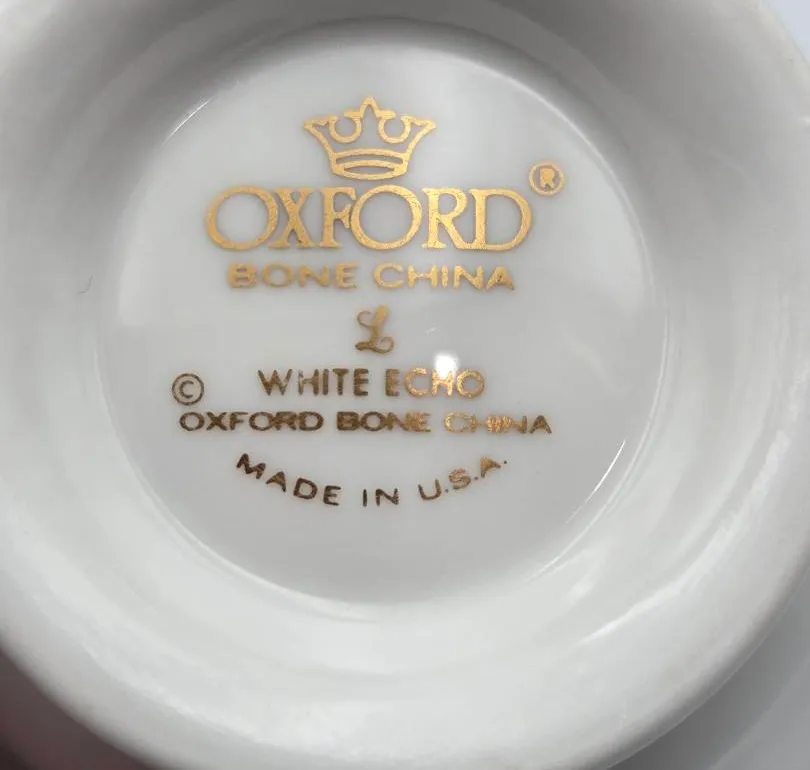 OXFORD ®
BONE CHINA
L
© WHITE ECHO
OXFORD BONE CHINA
MADE IN U.S.A.